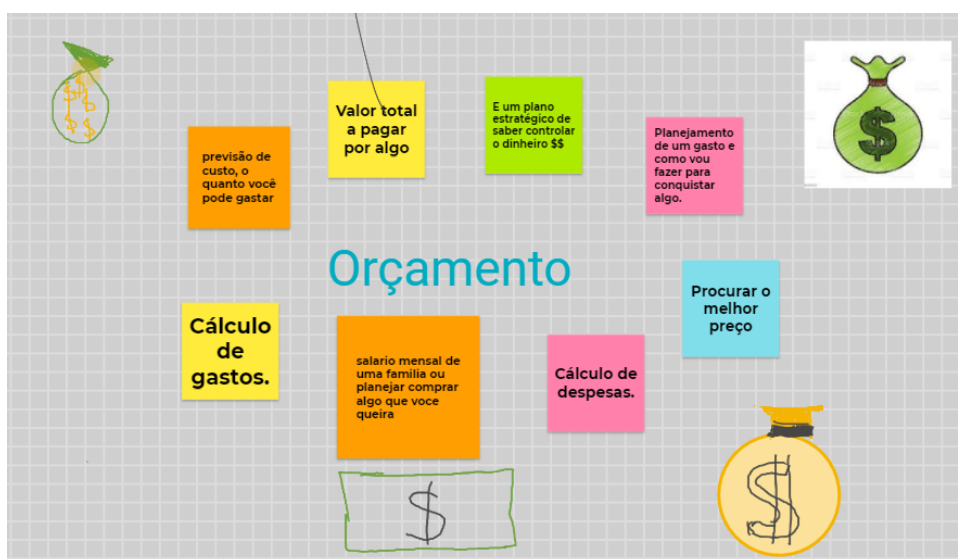 Valor total
a pagar
por algo
E um plano
estratégico de
saber controlar
o dinheiro $$
previsão de
custo, o
quanto você
pode gastar
Planejamento
de um gasto e
como vou
fazer para
conquistar
algo.
$
$ $
$ $
$
Orçamento
Procurar o
melhor
preço
Cálculo
de
gastos.
salario mensal de
uma familia ou
planejar comprar
algo que voce
queira
Cálculo de
despesas.
$
$